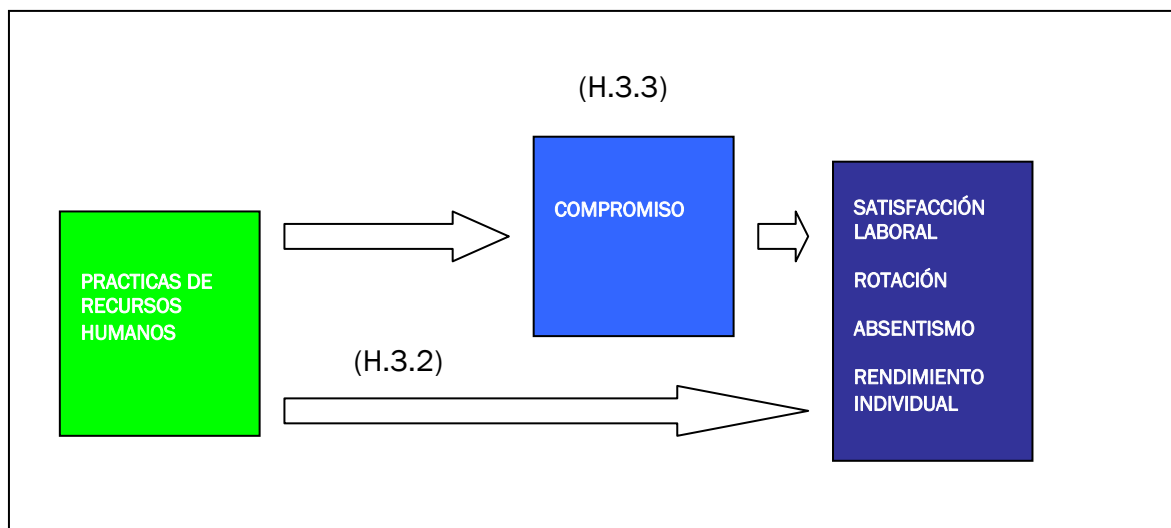 (H.3.3)
COMPROMISO
PRACTICAS DE
RECURSOS
HUMANOS
(H.3.2)
SATISFACCIÓN
LABORAL
ROTACIÓN
ABSENTISMO
RENDIMIENTO
INDIVIDUAL